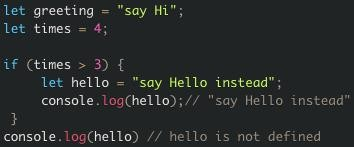 let greeting = "say Hi";
let times = 4;
if (times > 3) {
let hello = "say Hello instead";
console.log(hello);// "say Hello instead"
}
console.log(hello) // hello is not defined